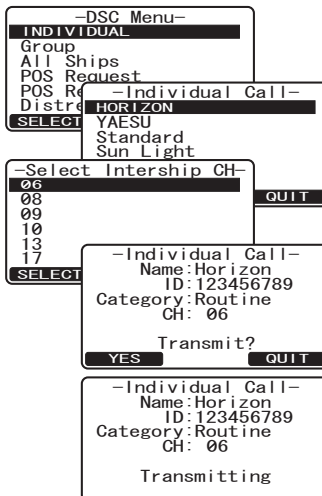 -DSC Menu-
INDIVIDUAL
Group
All Ships
POS Request
POS
SELECT
-Individual Call-
HORIZON
YAESU
Standard
Sun Light
QUIT
-Select Intership CH-
06
08
09
10
13
17
SELECT
-Individual Call-
Name:Horizon
ID:123456789
Category:Routine
CH: 06
Transmit?
YES QUIT
-Individual Call-
Name:Horizon
ID:123456789
Category:Routine
CH: 06
Transmitting